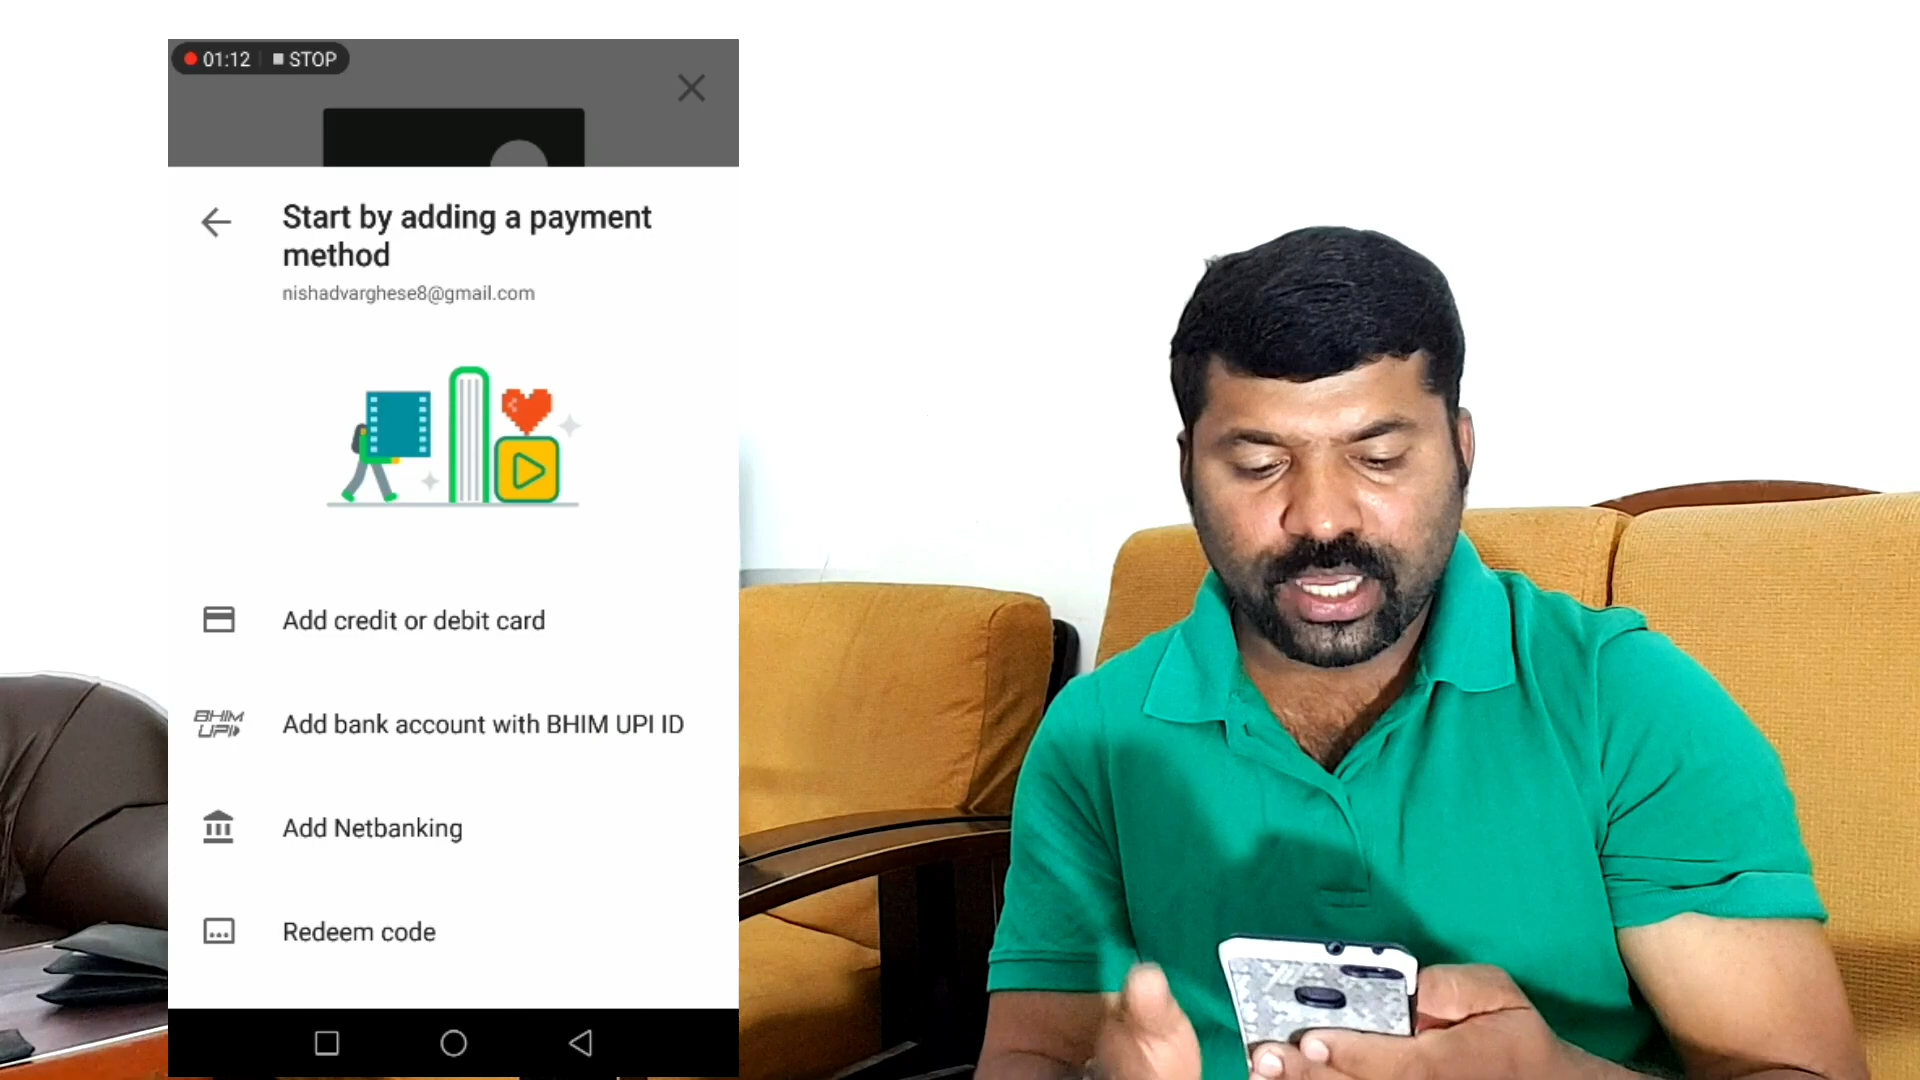 01:12 STOP
Start by adding a payment
method
nishadvarghese8@gmail.com
Add credit or debit card
BHIM
UPI
Add bank account with BHIM UPI ID
Add Netbanking
Redeem code